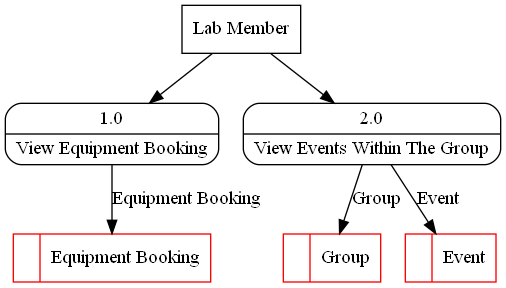 Lab Member
1.0
View Equipment Booking
2.0
View Events Within The Group
Equipment Booking
Group
Event
Equipment Booking
Group
Event